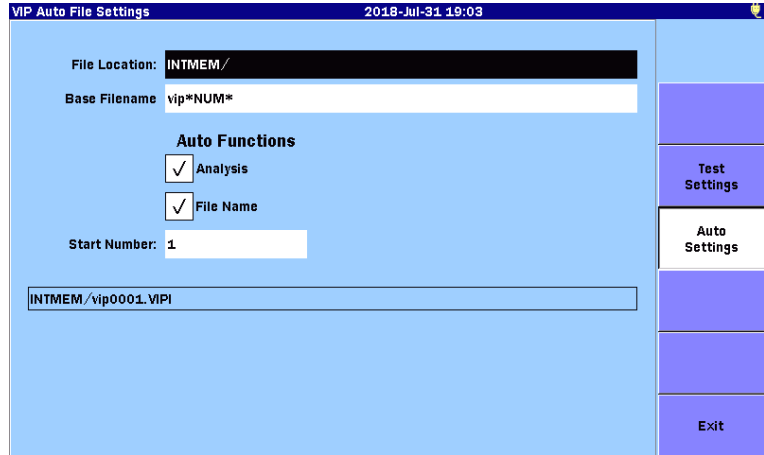 VIP Auto File Settings 2018-Jul-31 19:03
File Location: INTMEM/
Base Filename vip*NUM*
Auto Functions
√ Analysis
√ File Name
Start Number: 1
INTMEM/vip0001.VIPI
Test
Settings
Auto
Settings
Exit